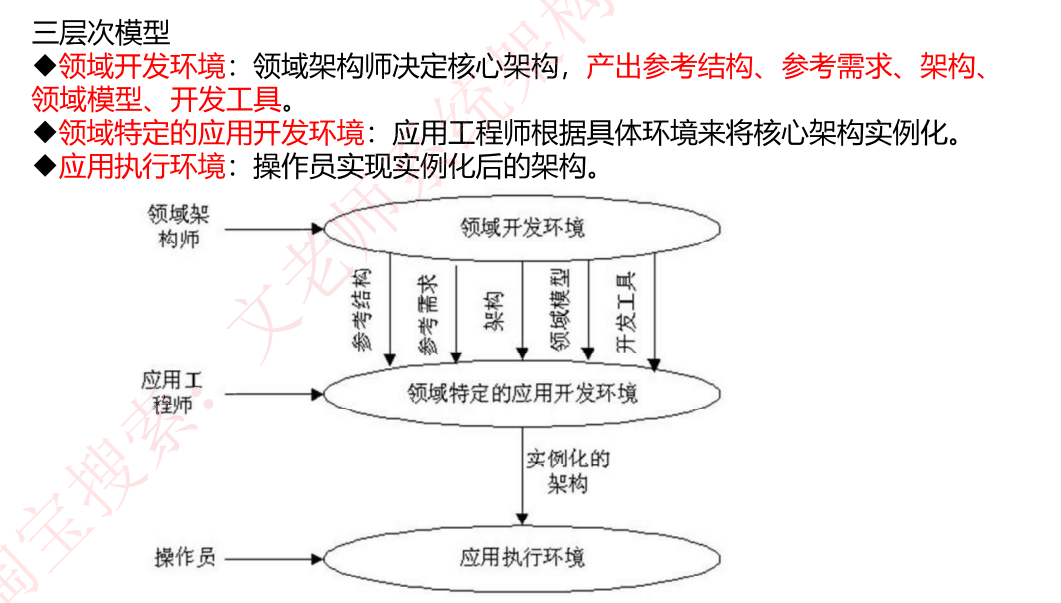 三层次模型
◆领域开发环境：领域架构师决定核心架构，产出参考结构、参考需求、架构、
领域模型、开发工具。
◆领域特定的应用开发环境：应用工程师根据具体环境来将核心架构实例化。
◆应用执行环境：操作员实现实例化后的架构。
领域架
构师
领域开发环境
参考结构
参考需求
架构
领域模型
开发工具
应用工
程师
领域特定的应用开发环境
实例化的
架构
操作员
应用执行环境
淘宝搜索：文老师系统架构